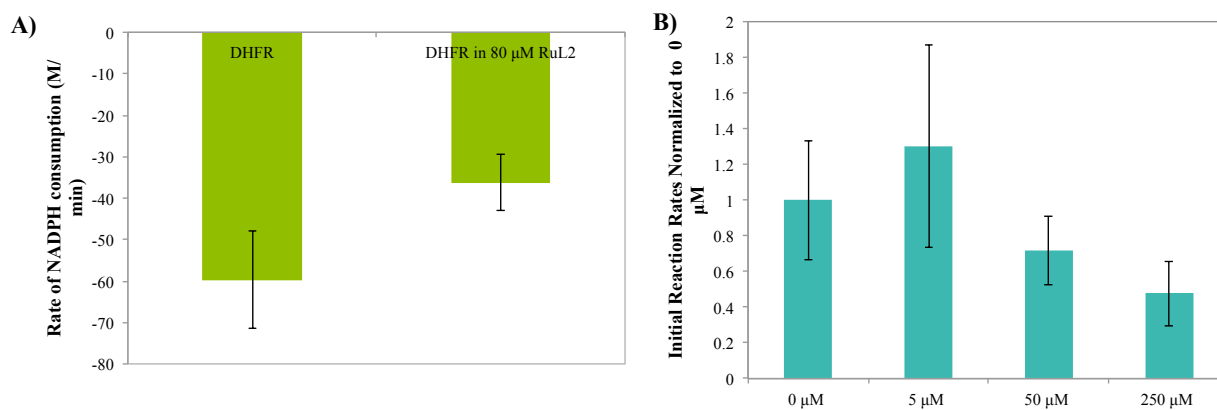 A)
Rate of NADPH consumption (M/
min)
0
-10
-20
-30
-40
-50
-60
-70
-80
DHFR
DHFR in 80 μM RuL2
B)
Initial Reaction Rates Normalized to 0
μM
2
1.8
1.6
1.4
1.2
1
0.8
0.6
0.4
0.2
0
0 μM
5 μM
50 μM
250 μM